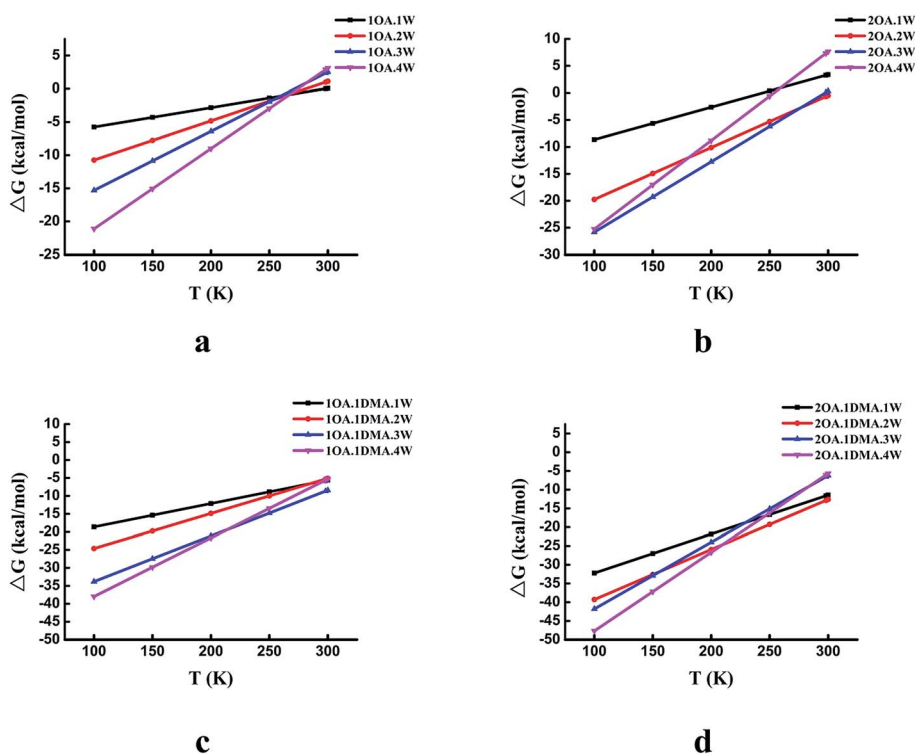 1OA.1W
1OA.2W
1OA.3W
1OA.4W
5
0
-5
-10
-15
-20
-25
△G (kcal/mol)
100 150 200 250 300
T (K)
a
2OA.1W
2OA.2W
2OA.3W
2OA.4W
10
5
0
-5
-10
-15
-20
-25
-30
△G (kcal/mol)
100 150 200 250 300
T (K)
b
1OA.1DMA.1W
1OA.1DMA.2W
1OA.1DMA.3W
1OA.1DMA.4W
10
5
0
-5
-10
-15
-20
-25
-30
-35
-40
-45
-50
△G (kcal/mol)
100 150 200 250 300
T (K)
c
2OA.1DMA.1W
2OA.1DMA.2W
2OA.1DMA.3W
2OA.1DMA.4W
5
0
-5
-10
-15
-20
-25
-30
-35
-40
-45
-50
△G (kcal/mol)
100 150 200 250 300
T (K)
d